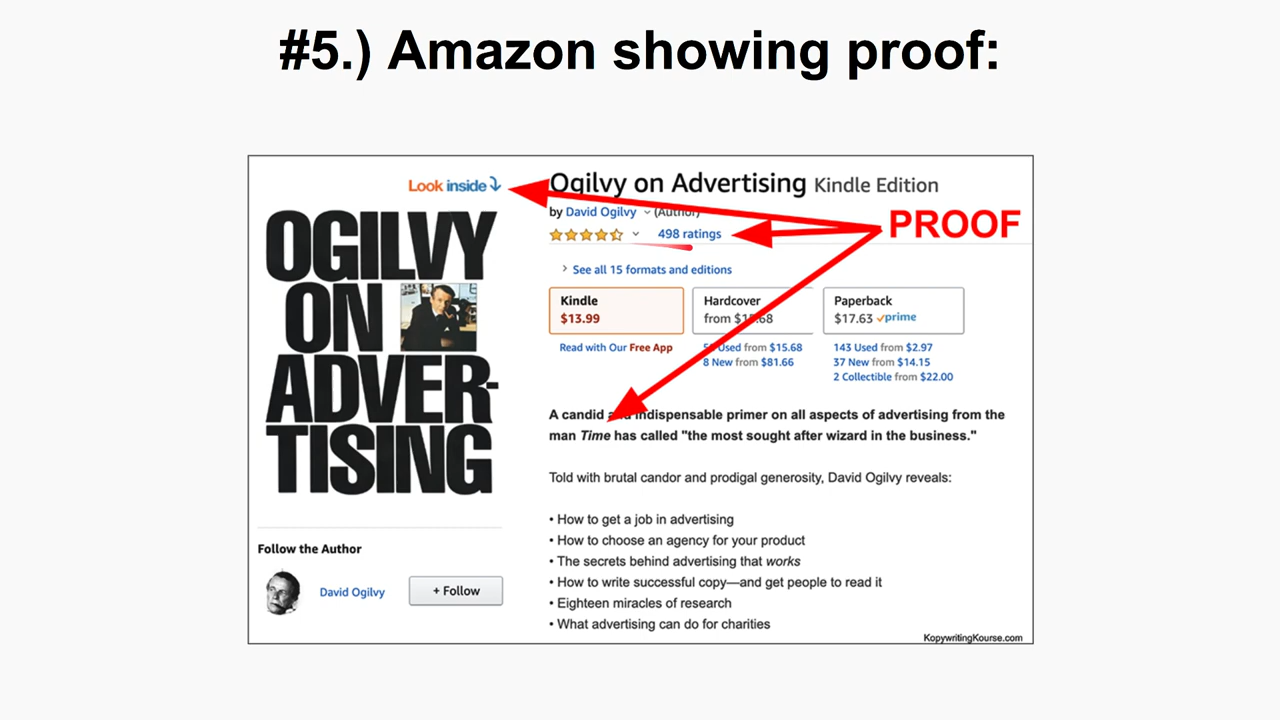 #5.) Amazon showing proof:
Look inside
Ogilvy on Advertising Kindle Edition
by David Ogilvy (Author)
PROOF
498 ratings
OGILVY
ON
ADVER-
TISING
See all 15 formats and editions
Kindle
$13.99
Hardcover
from $15.68
Paperback
$17.63 prime
Read with Our Free App
Used from $15.68
8 New from $81.66
143 Used from $2.97
37 New from $14.15
2 Collectible from $22.00
A candid and indispensable primer on all aspects of advertising from the
man Time has called "the most sought after wizard in the business."
Told with brutal candor and prodigal generosity, David Ogilvy reveals:
• How to get a job in advertising
• How to choose an agency for your product
• The secrets behind advertising that works
• How to write successful copy—and get people to read it
• Eighteen miracles of research
• What advertising can do for charities
Follow the Author
David Ogilvy
+ Follow
KopywritingKourse.com